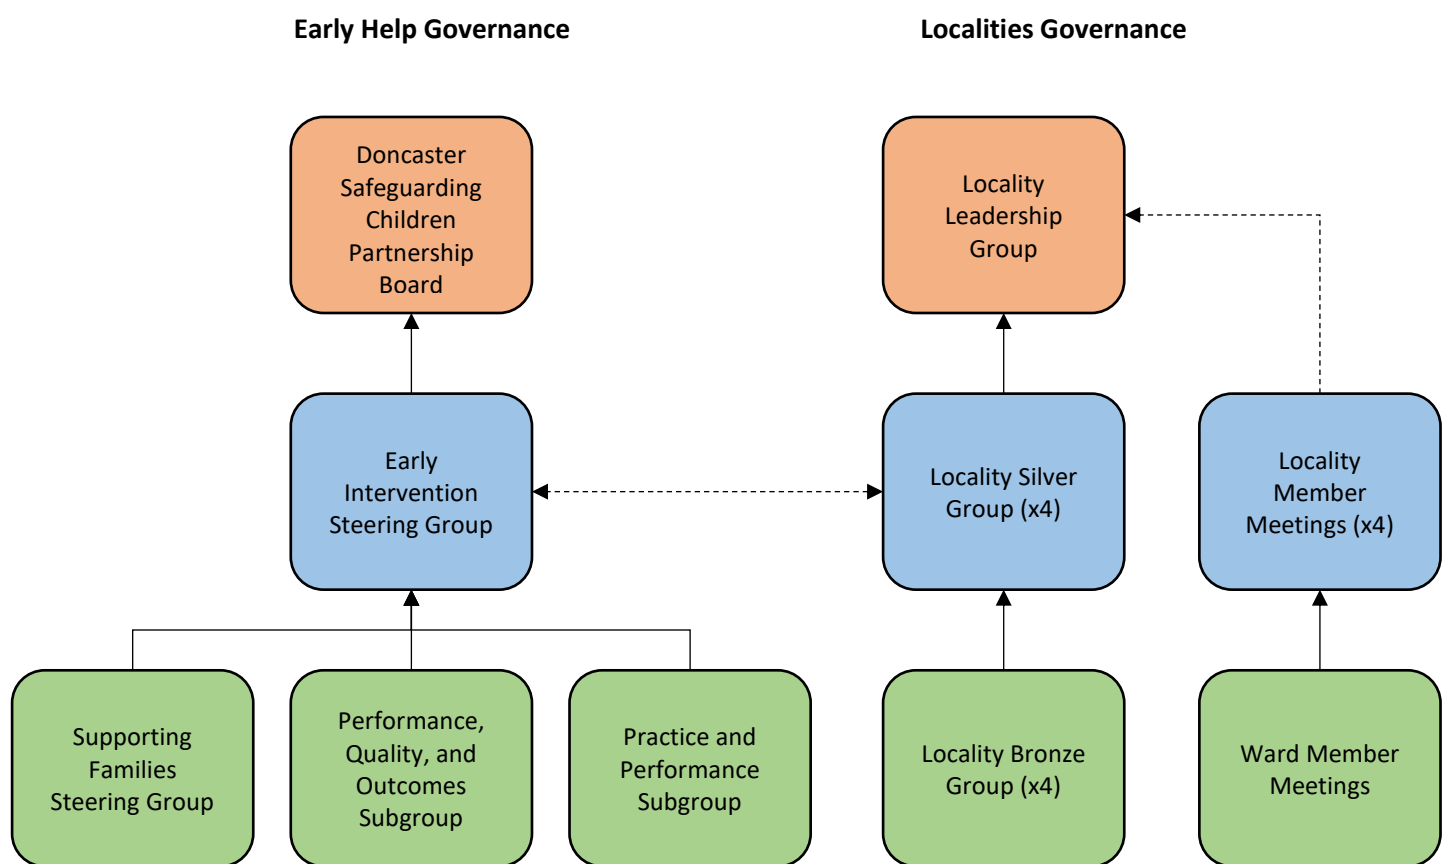 Early Help Governance
Localities Governance
Doncaster
Safeguarding
Children
Partnership
Board
Locality
Leadership
Group
Early
Intervention
Steering Group
Locality Silver
Group (x4)
Locality
Member
Meetings (x4)
Supporting
Families
Steering Group
Performance,
Quality, and
Outcomes
Subgroup
Practice and
Performance
Subgroup
Locality Bronze
Group (x4)
Ward Member
Meetings